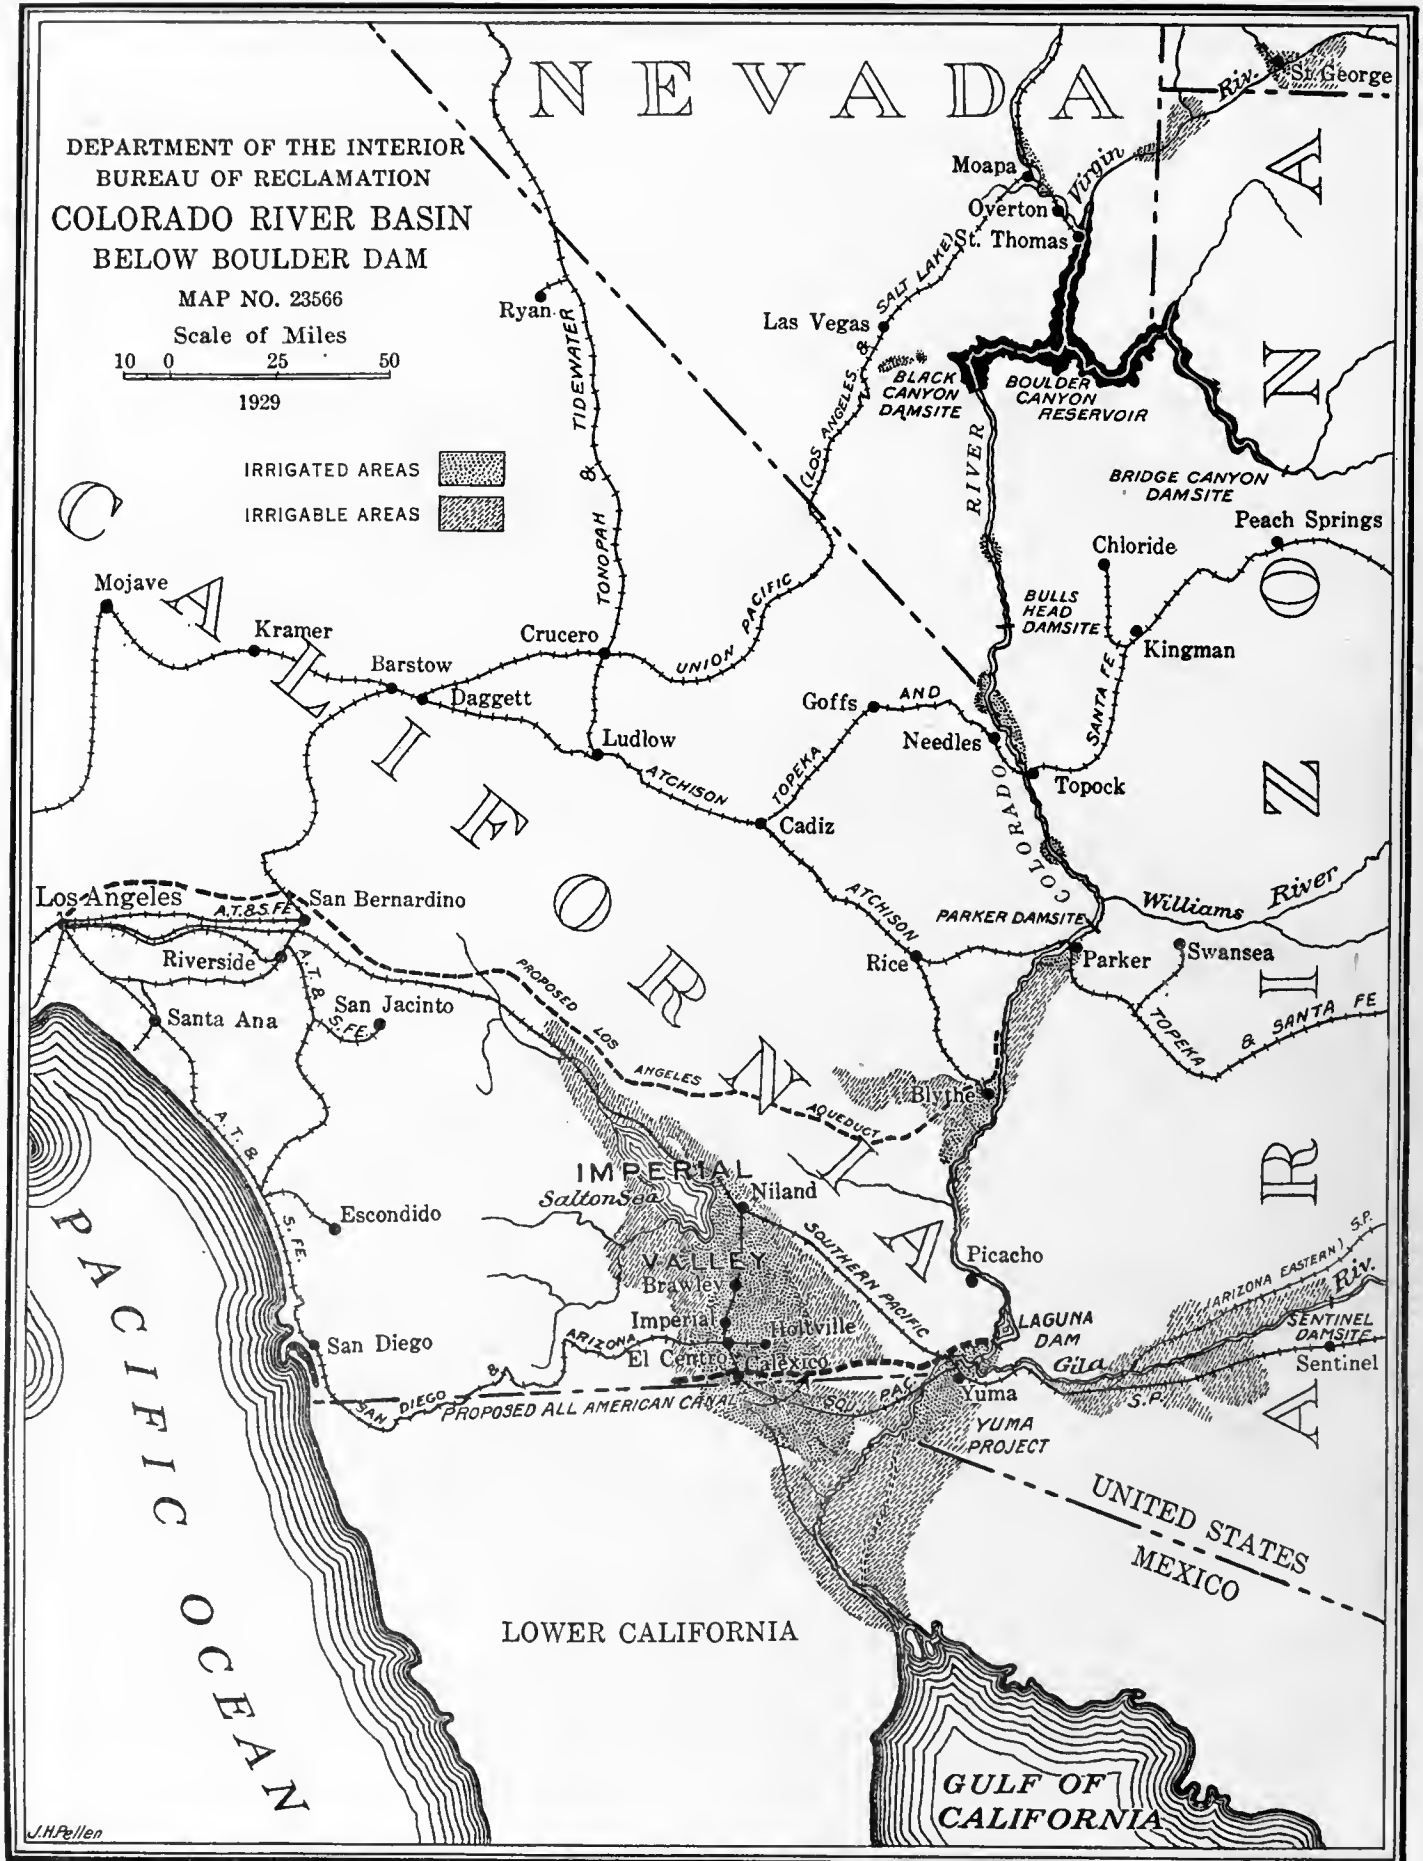 NEVADA
St. George
Riv.
Virgin
DEPARTMENT OF THE INTERIOR
BUREAU OF RECLAMATION
COLORADO RIVER BASIN
BELOW BOULDER DAM
MAP NO. 23566
Scale of Miles
10 0 25 50
1929
IRRIGATED AREAS
IRRIGABLE AREAS
Moapa
Overton
St. Thomas
Ryan
Las Vegas
TONOPAH & TIDEWATER
UNION PACIFIC
(LOS ANGELES & SALT LAKE)
BLACK
CANYON
DAMSITE
BOULDER
CANYON
RESERVOIR
BRIDGE CANYON
DAMSITE
Peach Springs
Chloride
BULLS
HEAD
DAMSITE
Kingman
SANTA FE
COLORADO RIVER
CALIFORNIA
ARIZONA
Mojave
Kramer
Barstow
Daggett
Crucero
Ludlow
Goffs
AND
Needles
Topock
ATCHISON
TOPEKA
Cadiz
Los Angeles
A.T.&S.FE
San Bernardino
Riverside
A.T.&
S.FE.
San Jacinto
Santa Ana
ATCHISON
PARKER DAMSITE
Williams River
Rice
Parker
Swansea
TOPEKA
& SANTA FE
PROPOSED LOS
ANGELES
AQUEDUCT
Blythe
A.T.&
S.FE.
IMPERIAL
Salton Sea
Niland
VALLEY
Escondido
Brawley
SOUTHERN PACIFIC
Picacho
Imperial
Holtville
LAGUNA
DAM
(ARIZONA EASTERN) S.P.
Gila Riv.
SENTINEL
DAMSITE
Sentinel
San Diego
SAN DIEGO & ARIZONA
El Centro
Calexico
PROPOSED ALL AMERICAN CANAL
SOU. PAC.
Yuma
S.P.
YUMA
PROJECT
UNITED STATES
MEXICO
LOWER CALIFORNIA
PACIFIC OCEAN
GULF OF
CALIFORNIA
J.H.Pellen